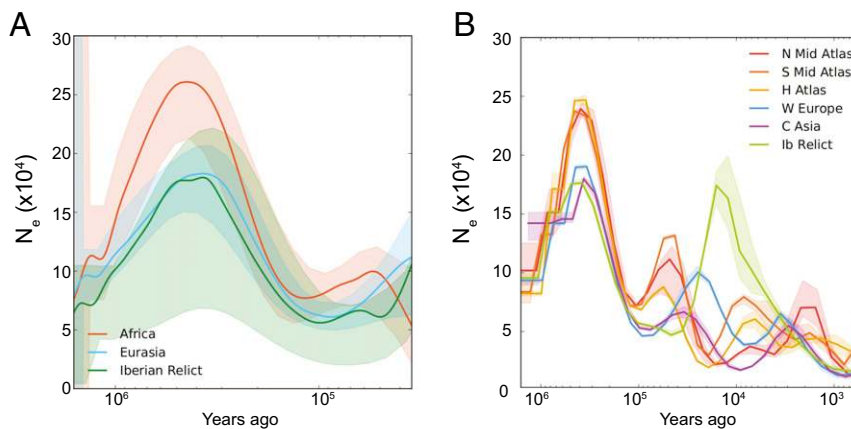 A
30
25
20
15
10
5
0
Nₑ (x10⁴)
Africa
Eurasia
Iberian Relict
10⁶
10⁵
Years ago
B
30
25
20
15
10
5
0
Nₑ (x10⁴)
N Mid Atlas
S Mid Atlas
H Atlas
W Europe
C Asia
Ib Relict
10⁶
10⁵
10⁴
10³
Years ago